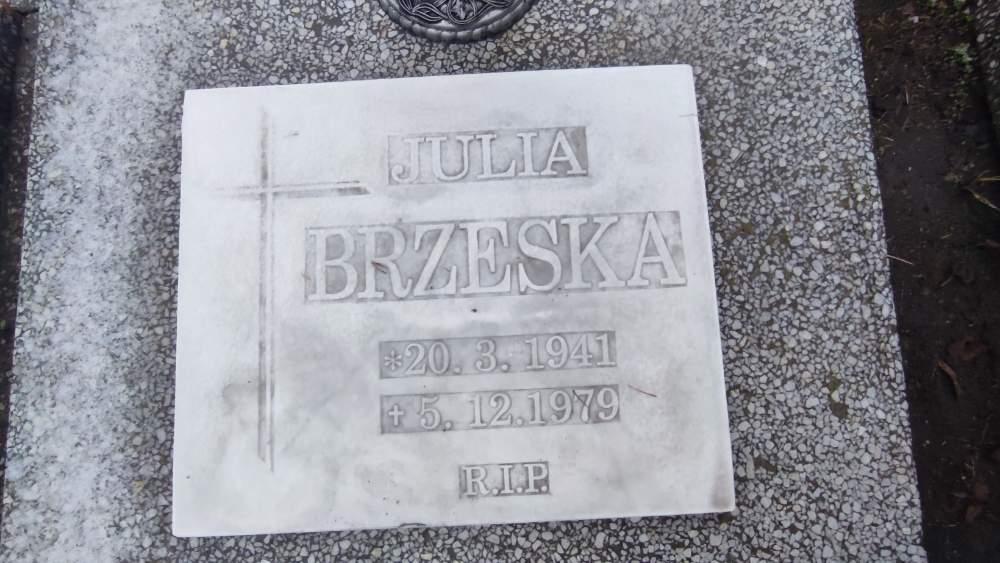 JULIA
BRZESKA
*20. 3. 1941
+ 5. 12. 1979
R.I.P.